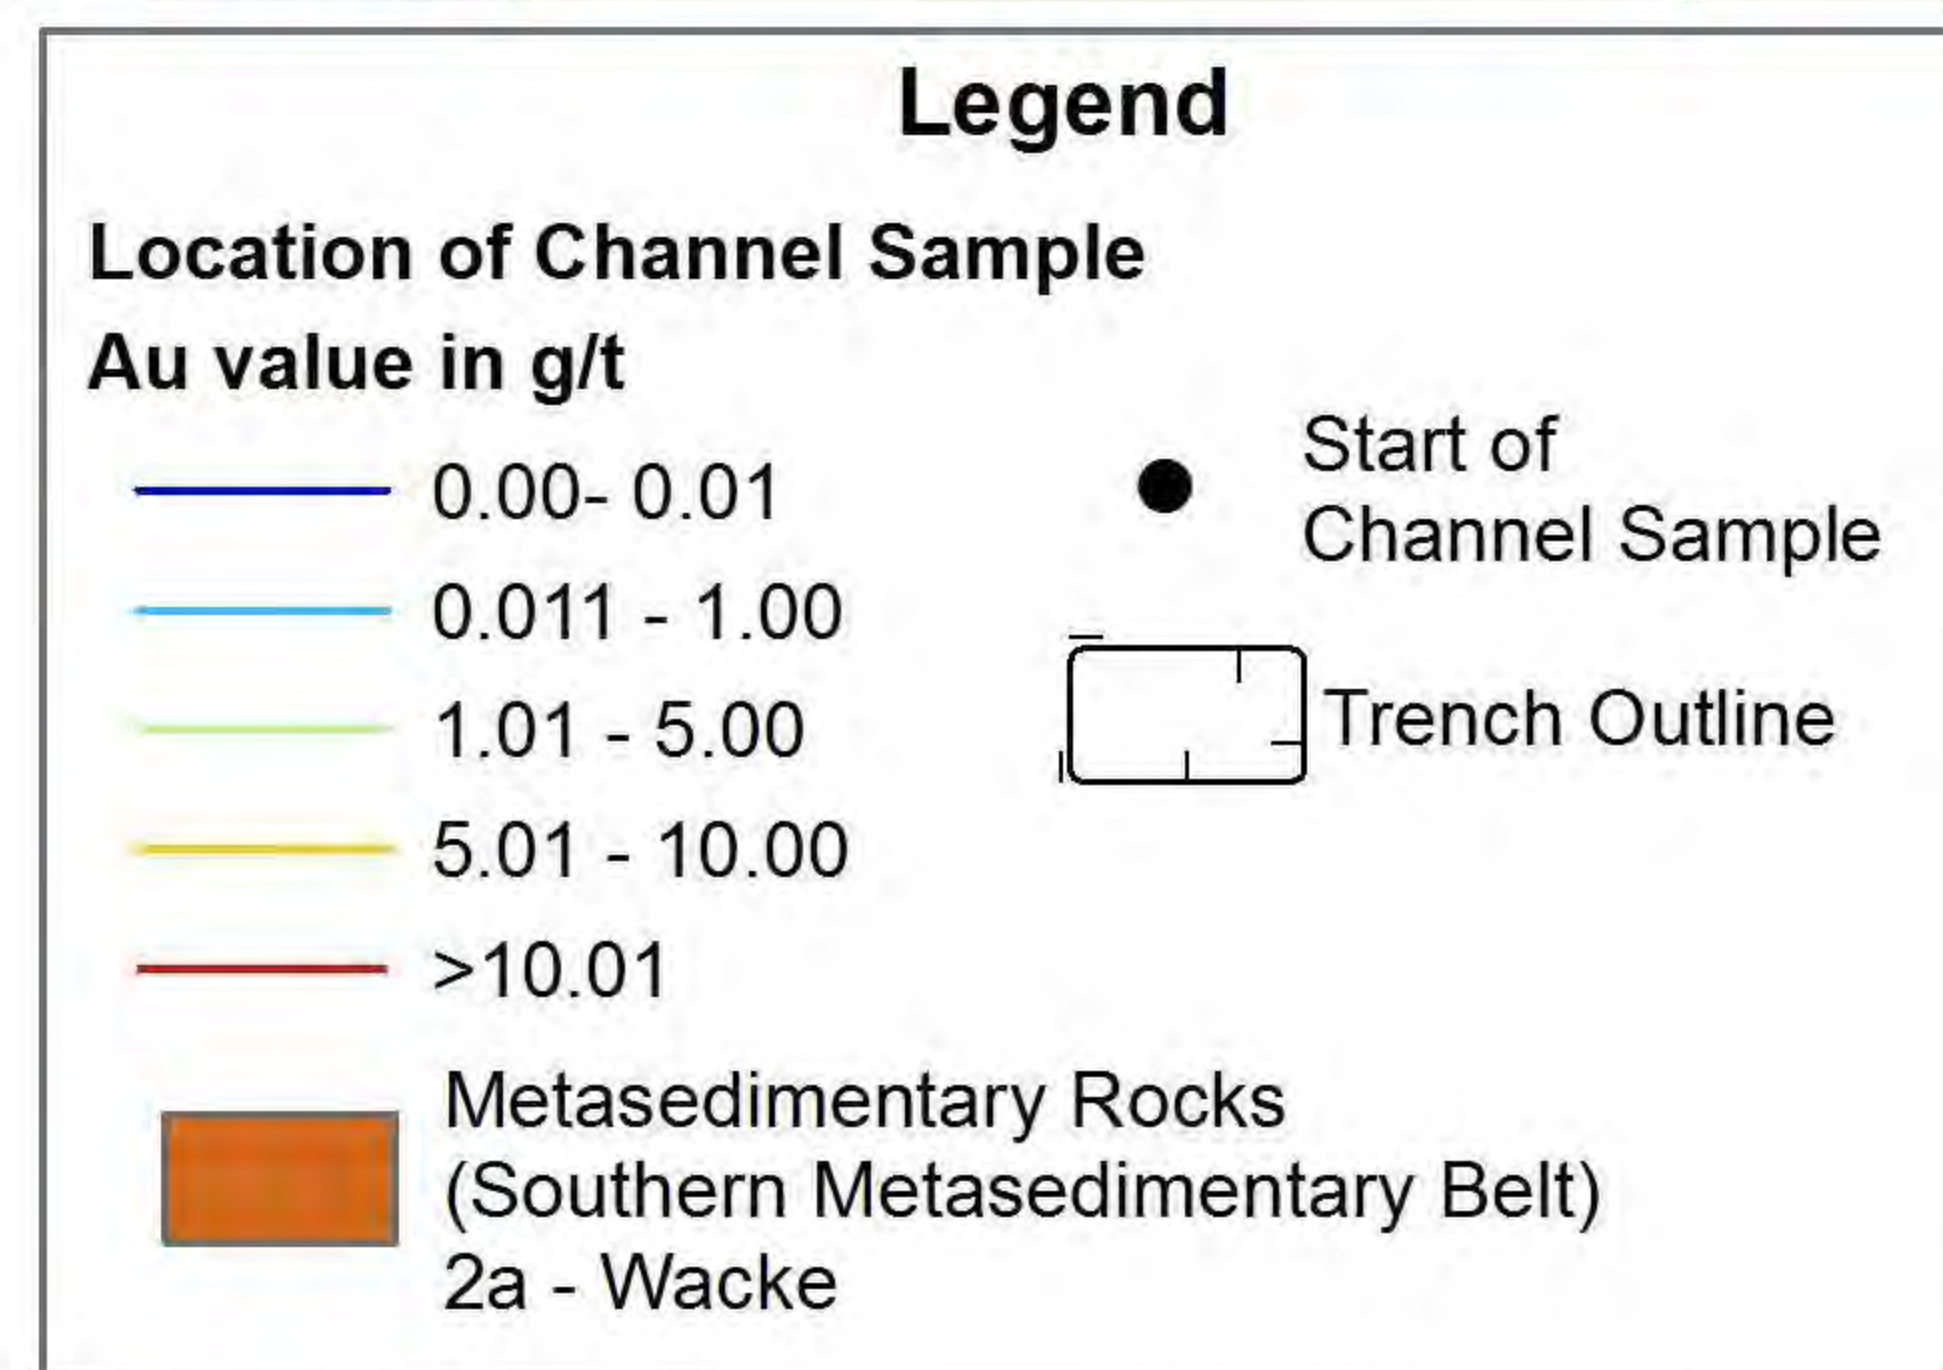 Legend
Location of Channel Sample
Au value in g/t
0.00- 0.01
0.011 - 1.00
1.01 - 5.00
5.01 - 10.00
>10.01
Metasedimentary Rocks
(Southern Metasedimentary Belt)
2a - Wacke
Start of
Channel Sample
Trench Outline